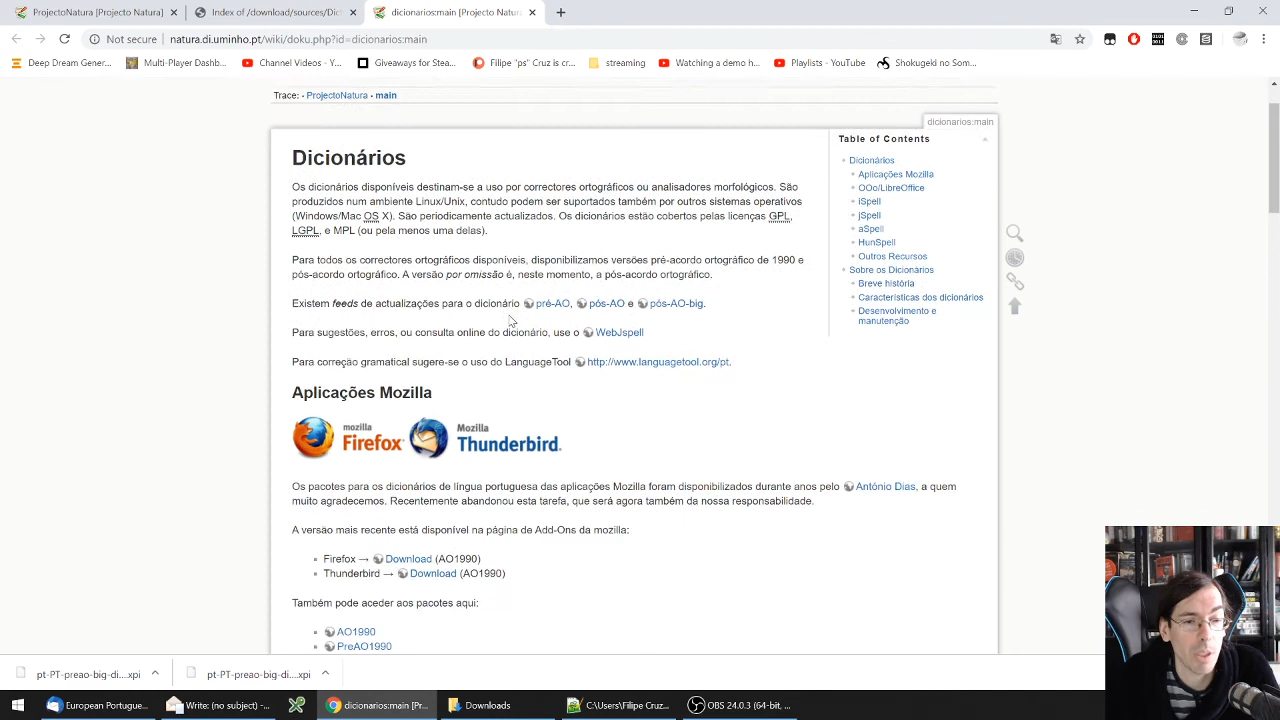 ProjectoNatura [ProjectoNatur
Index of /download/sources/Dict
dicionarios:main [ProjectoNatur
Not secure | natura.di.uminho.pt/wiki/doku.php?id=dicionarios:main
Deep Dream Gener...
Multi-Player Dashb...
Channel Videos - Y...
Giveaways for Stea...
Filipe "ps" Cruz is cr...
streaming
Watching a demo h...
Playlists - YouTube
Shokugeki no Som...
Trace: • ProjectoNatura • main
dicionarios:main
Dicionários
Os dicionários disponíveis destinam-se a uso por correctores ortográficos ou analisadores morfológicos. São
produzidos num ambiente Linux/Unix, contudo podem ser suportados também por outros sistemas operativos
(Windows/Mac OS X). São periodicamente actualizados. Os dicionários estão cobertos pelas licenças GPL,
LGPL, e MPL (ou pela menos uma delas).
Para todos os correctores ortográficos disponíveis, disponibilizamos versões pré-acordo ortográfico de 1990 e
pós-acordo ortográfico. A versão por omissão é, neste momento, a pós-acordo ortográfico.
Existem feeds de actualizações para o dicionário pré-AO, pós-AO e pós-AO-big.
Para sugestões, erros, ou consulta online do dicionário, use o WebJspell
Para correção gramatical sugere-se o uso do LanguageTool http://www.languagetool.org/pt.
Table of Contents
Dicionários
Aplicações Mozilla
OOo/LibreOffice
iSpell
jSpell
aSpell
HunSpell
Outros Recursos
Sobre os Dicionários
Breve história
Características dos dicionários
Desenvolvimento e
manutenção
Aplicações Mozilla
mozilla
Firefox
Mozilla
Thunderbird
Os pacotes para os dicionários de língua portuguesa das aplicações Mozilla foram disponibilizados durante anos pelo António Dias, a quem
muito agradecemos. Recentemente abandonou esta tarefa, que será agora também da nossa responsabilidade.
A versão mais recente está disponível na página de Add-Ons da mozilla:
Firefox → Download (AO1990)
Thunderbird → Download (AO1990)
Também pode aceder aos pacotes aqui:
AO1990
PreAO1990
pt-PT-preao-big-di....xpi
pt-PT-preao-big-di....xpi
European Portugue...
Write: (no subject) - ...
dicionarios:main [Pr...
Downloads
C:\Users\Filipe Cruz...
OBS 24.0.3 (64-bit, ...